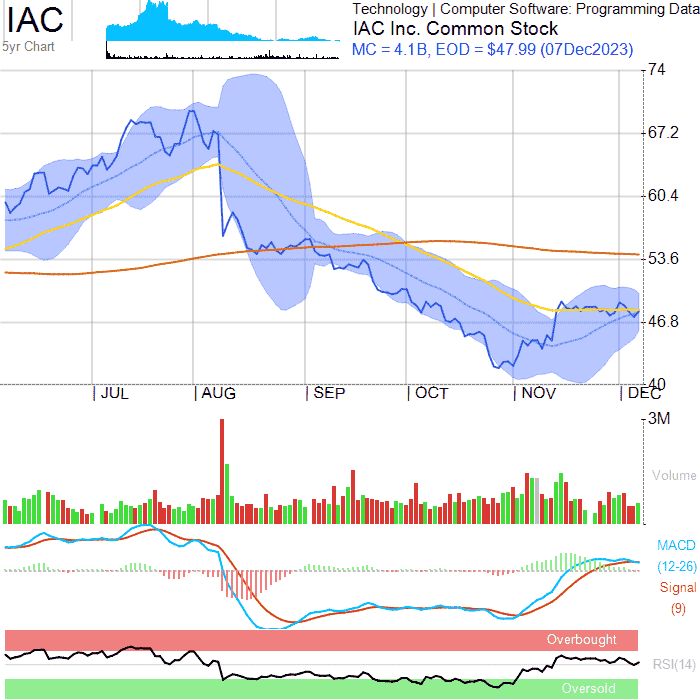 IAC
5yr Chart
Technology | Computer Software: Programming Data
IAC Inc. Common Stock
MC = 4.1B, EOD = $47.99 (07Dec2023)
74
67.2
60.4
53.6
46.8
40
JUL
AUG
SEP
OCT
NOV
DEC
3M
Volume
MACD
(12-26)
Signal
(9)
Overbought
RSI(14)
Oversold